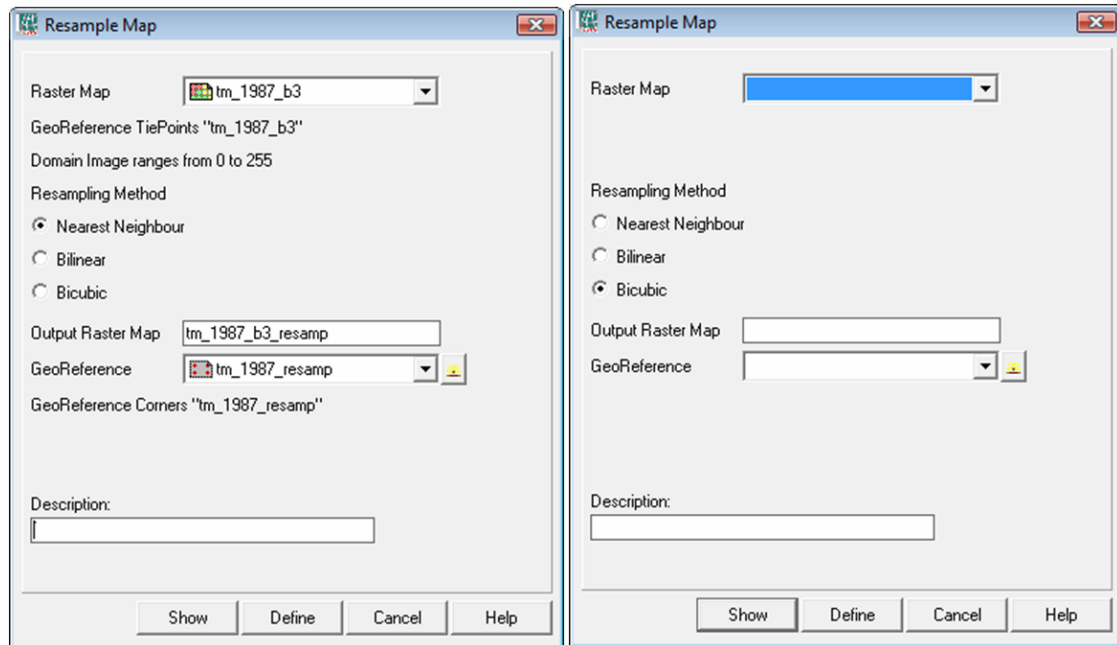 Resample Map
Raster Map tm_1987_b3
GeoReference TiePoints "tm_1987_b3"
Domain Image ranges from 0 to 255
Resampling Method
Nearest Neighbour
Bilinear
Bicubic
Output Raster Map tm_1987_b3_resamp
GeoReference tm_1987_resamp
GeoReference Corners "tm_1987_resamp"
Description:
Show Define Cancel Help
Resample Map
Raster Map
Resampling Method
Nearest Neighbour
Bilinear
Bicubic
Output Raster Map
GeoReference
Description:
Show Define Cancel Help